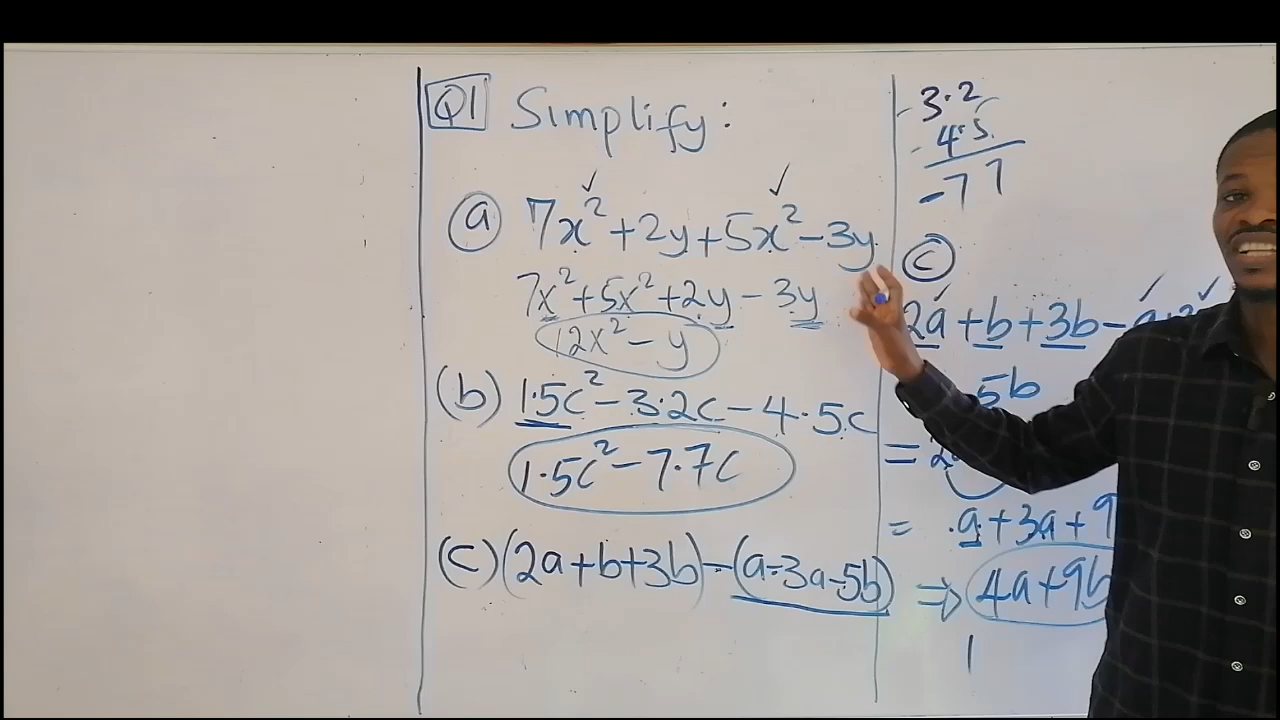 Q1 Simplify:
(a) 7x² + 2y + 5x² - 3y
7x² + 5x² + 2y - 3y
12x² - y
(b) 1.5c² - 3.2c - 4.5c
1.5c² - 7.7c
(c) (2a + b + 3b) - (a - 3a - 5b)
- 3.2
- 4.5
-7 7
(c)
2a + b + 3b - a + 3
5b
= 2a
= a + 3a + 9
⇒ 4a + 9b